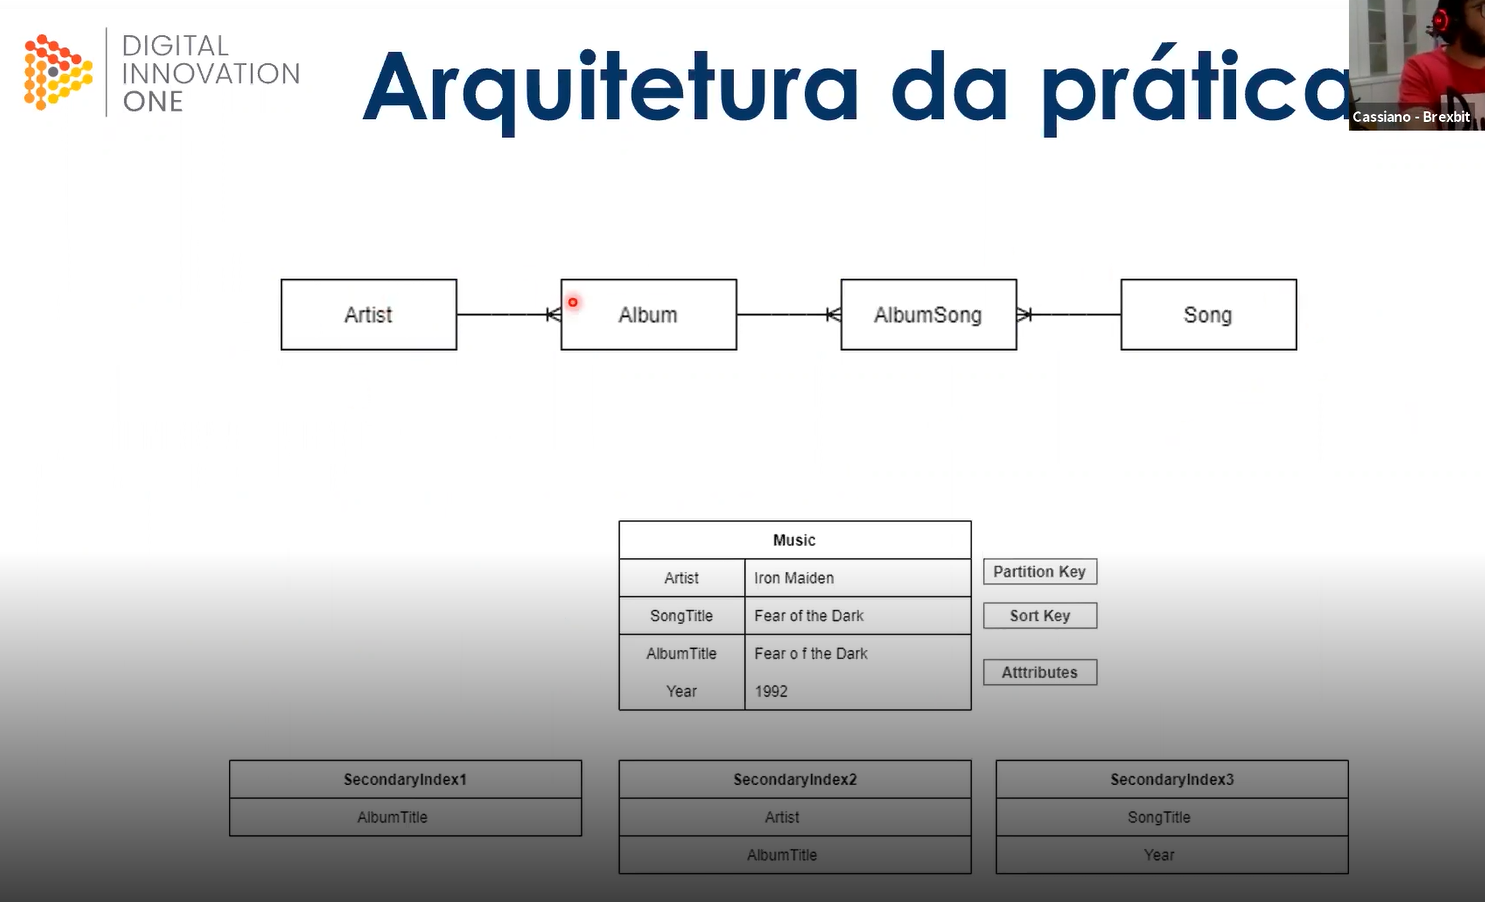 DIGITAL
INNOVATION
ONE
Arquitetura da prática
Cassiano - Brexbit
Artist
Album
AlbumSong
Song
Music
Artist
Iron Maiden
Partition Key
SongTitle
Fear of the Dark
Sort Key
AlbumTitle
Fear o f the Dark
Atttributes
Year
1992
SecondaryIndex1
AlbumTitle
SecondaryIndex2
Artist
AlbumTitle
SecondaryIndex3
SongTitle
Year